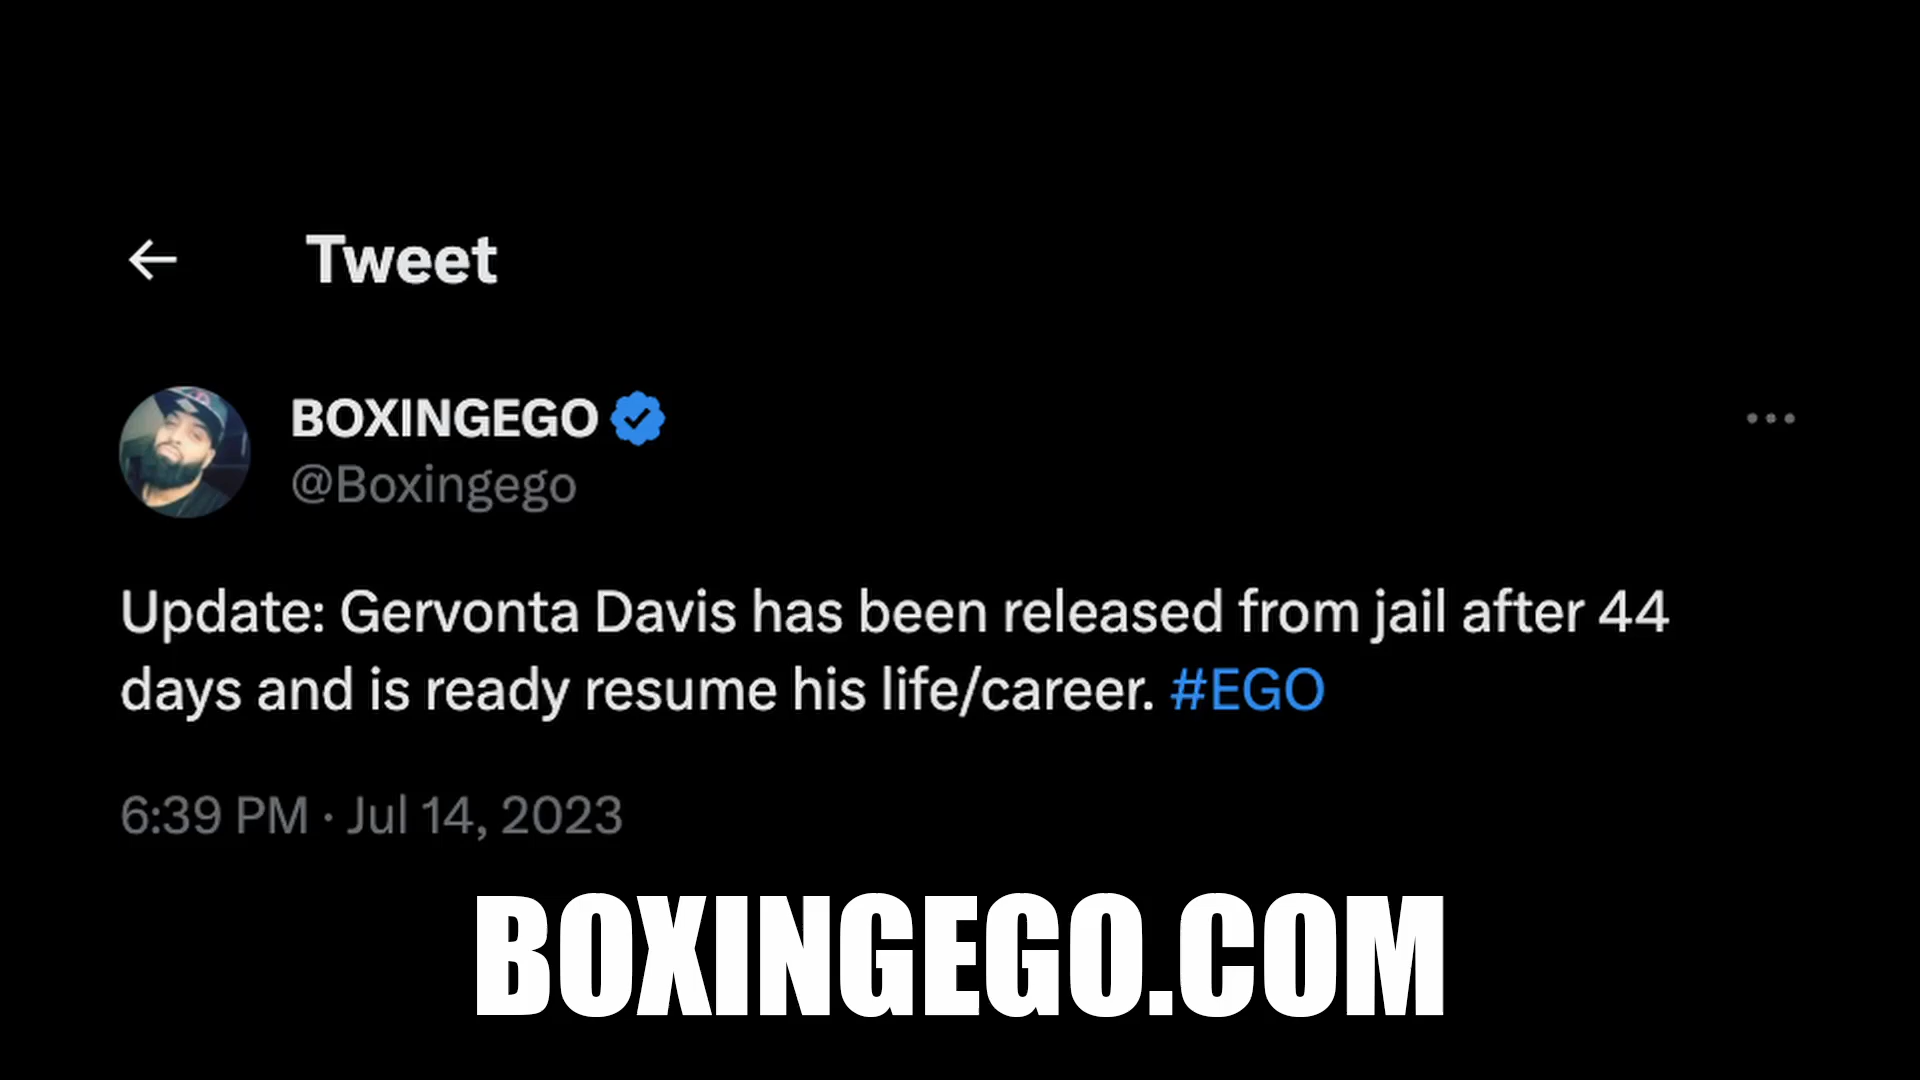 Tweet
BOXINGEGO
@Boxingego
Update: Gervonta Davis has been released from jail after 44
days and is ready resume his life/career. #EGO
6:39 PM · Jul 14, 2023
BOXINGEGO.COM